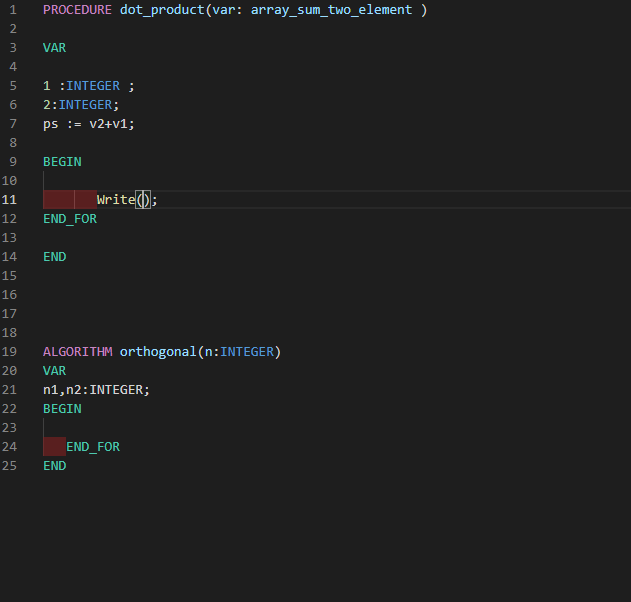 1 PROCEDURE dot_product(var: array_sum_two_element )
2
3 VAR
4
5 1 :INTEGER ;
6 2:INTEGER;
7 ps := v2+v1;
8
9 BEGIN
10
11 Write();
12 END_FOR
13
14 END
15
16
17
18
19 ALGORITHM orthogonal(n:INTEGER)
20 VAR
21 n1,n2:INTEGER;
22 BEGIN
23
24 END_FOR
25 END